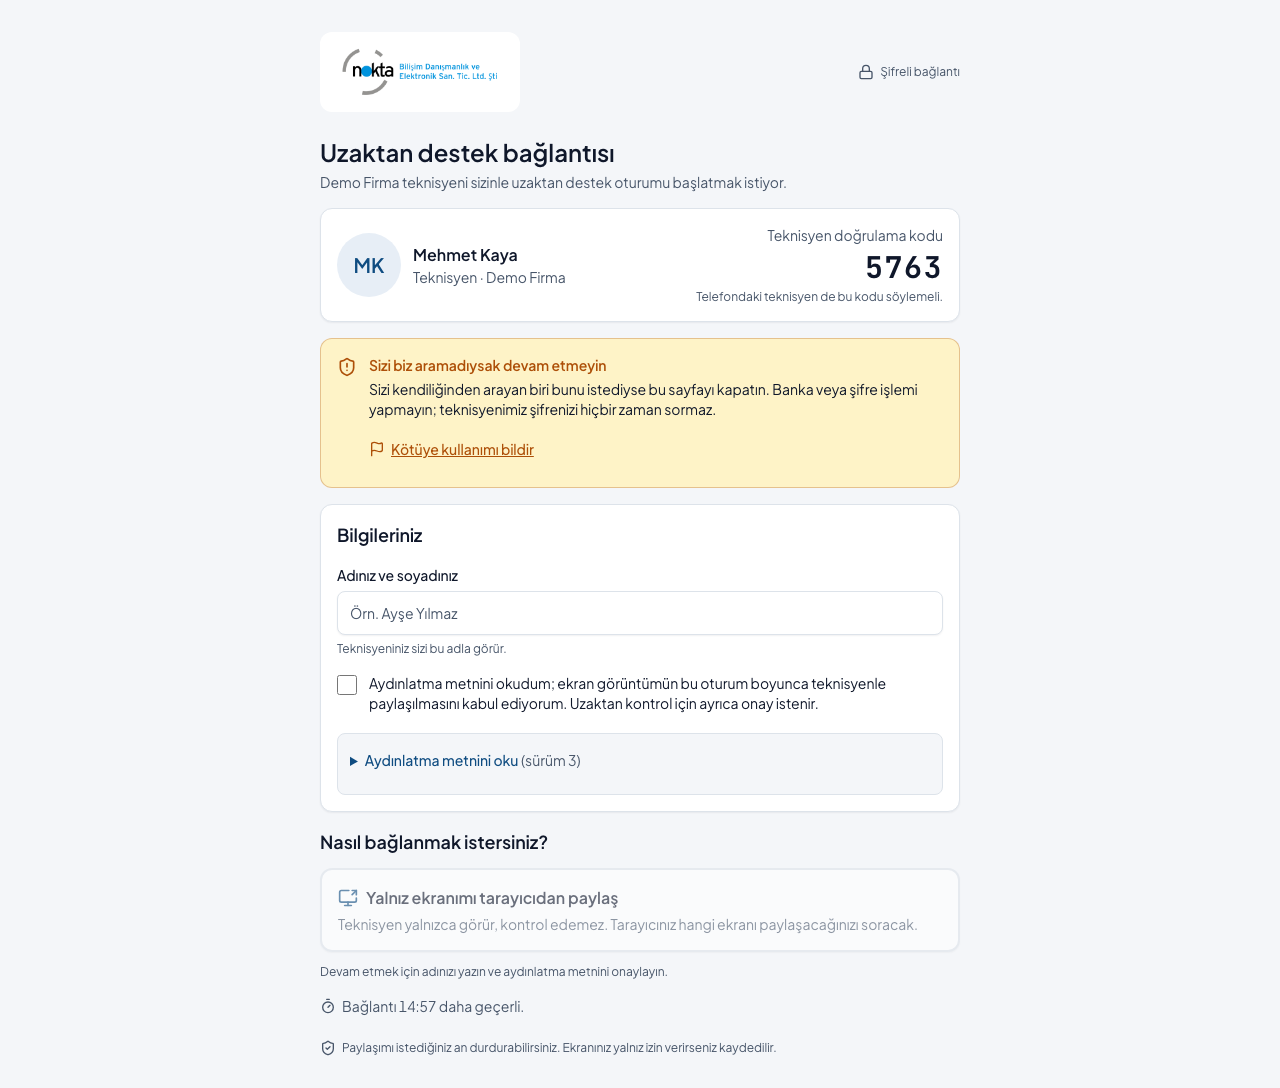 nokta Bilişim Danışmanlık ve
Elektronik San. Tic. Ltd. Şti
Şifreli bağlantı
Uzaktan destek bağlantısı
Demo Firma teknisyeni sizinle uzaktan destek oturumu başlatmak istiyor.
MK
Mehmet Kaya
Teknisyen · Demo Firma
Teknisyen doğrulama kodu
5763
Telefondaki teknisyen de bu kodu söylemeli.
Sizi biz aramadıysak devam etmeyin
Sizi kendiliğinden arayan biri bunu istediyse bu sayfayı kapatın. Banka veya şifre işlemi
yapmayın; teknisyenimiz şifrenizi hiçbir zaman sormaz.
Kötüye kullanımı bildir
Bilgileriniz
Adınız ve soyadınız
Örn. Ayşe Yılmaz
Teknisyeniniz sizi bu adla görür.
Aydınlatma metnini okudum; ekran görüntümün bu oturum boyunca teknisyenle
paylaşılmasını kabul ediyorum. Uzaktan kontrol için ayrıca onay istenir.
Aydınlatma metnini oku (sürüm 3)
Nasıl bağlanmak istersiniz?
Yalnız ekranımı tarayıcıdan paylaş
Teknisyen yalnızca görür, kontrol edemez. Tarayıcınız hangi ekranı paylaşacağınızı soracak.
Devam etmek için adınızı yazın ve aydınlatma metnini onaylayın.
Bağlantı 14:57 daha geçerli.
Paylaşımı istediğiniz an durdurabilirsiniz. Ekranınız yalnız izin verirseniz kaydedilir.